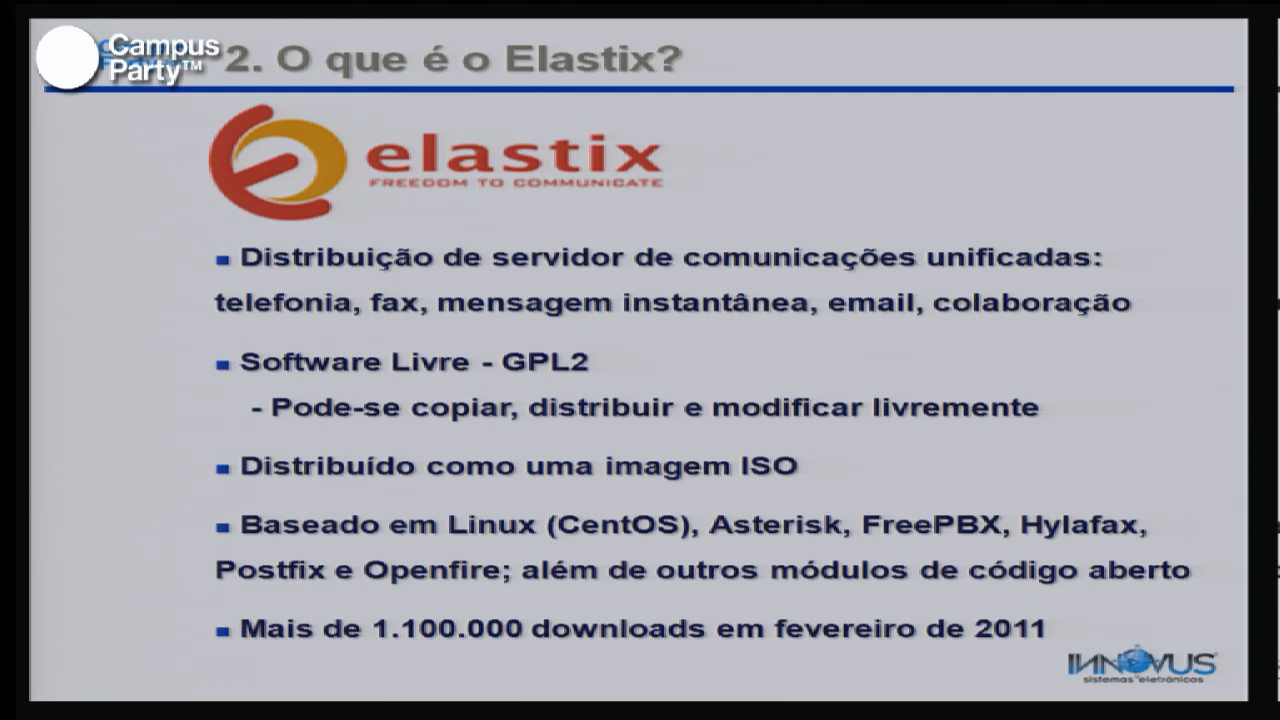 Campus
Party™
2. O que é o Elastix?
elastix
FREEDOM TO COMMUNICATE
▪ Distribuição de servidor de comunicações unificadas:
telefonia, fax, mensagem instantânea, email, colaboração
▪ Software Livre - GPL2
- Pode-se copiar, distribuir e modificar livremente
▪ Distribuído como uma imagem ISO
▪ Baseado em Linux (CentOS), Asterisk, FreePBX, Hylafax,
Postfix e Openfire; além de outros módulos de código aberto
▪ Mais de 1.100.000 downloads em fevereiro de 2011
INNOVUS
sistemas eletrônicos